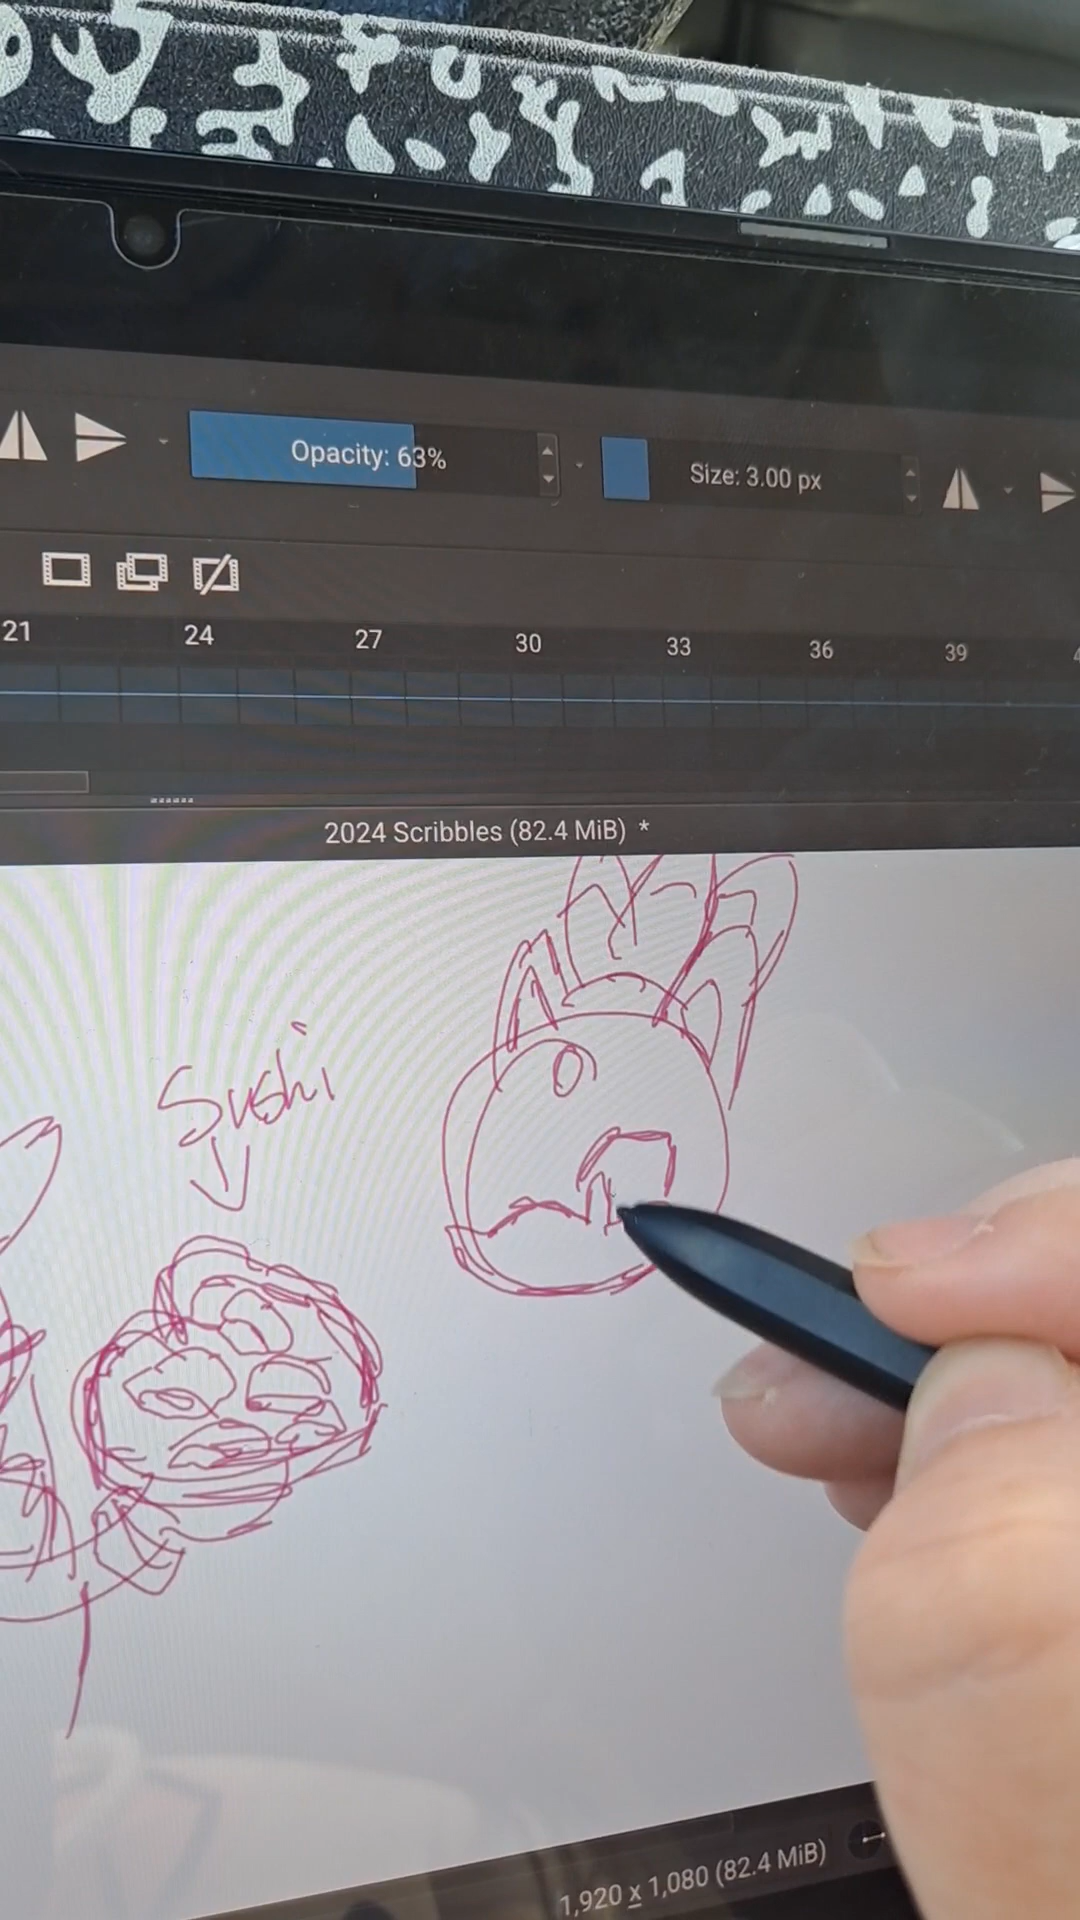 Opacity: 63%
Size: 3.00 px
21 24 27 30 33 36 39
2024 Scribbles (82.4 MiB) *
Sushi
1,920 x 1,080 (82.4 MiB)